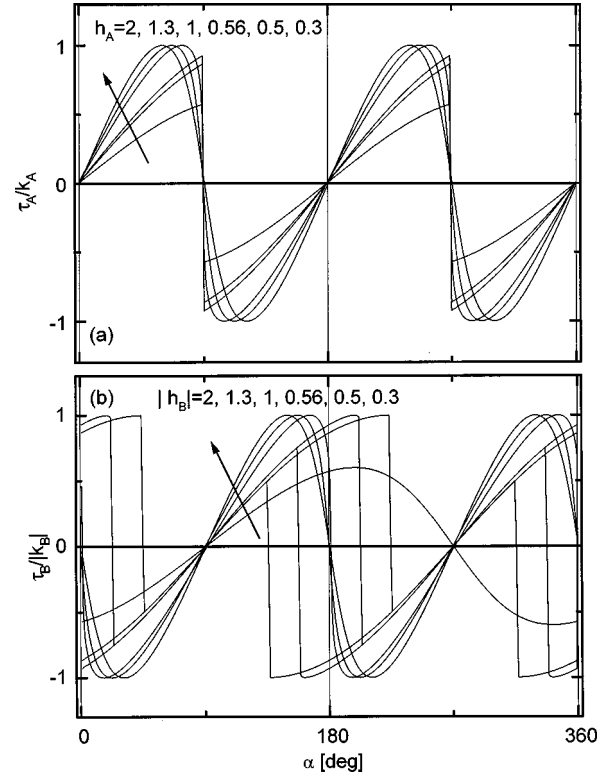 h_A=2, 1.3, 1, 0.56, 0.5, 0.3
1
0
-1
τ_A/k_A
(a)
(b)
| h_B|=2, 1.3, 1, 0.56, 0.5, 0.3
1
0
-1
τ_B/|k_B|
0
180
360
α [deg]